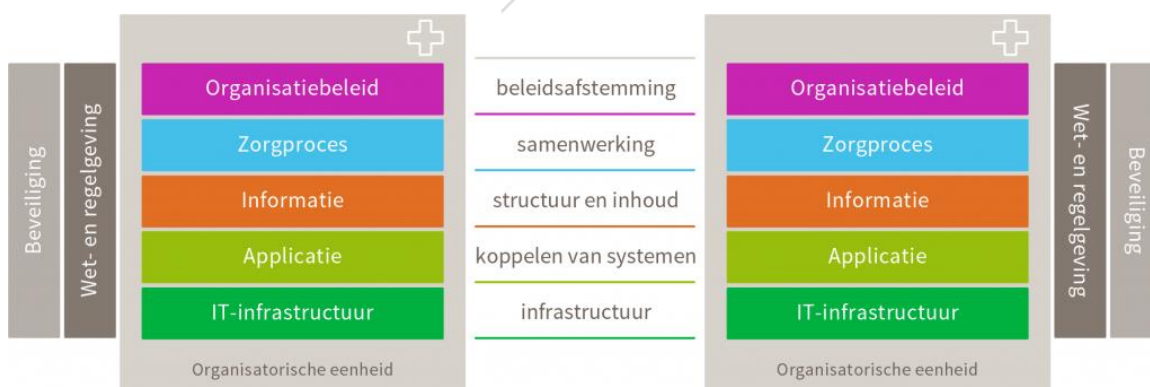 Beveiliging
Wet- en regelgeving
Organisatiebeleid
Zorgproces
Informatie
Applicatie
IT-infrastructuur
Organisatorische eenheid
beleidsafstemming
samenwerking
structuur en inhoud
koppelen van systemen
infrastructuur
Organisatiebeleid
Zorgproces
Informatie
Applicatie
IT-infrastructuur
Organisatorische eenheid
Wet- en regelgeving
Beveiliging